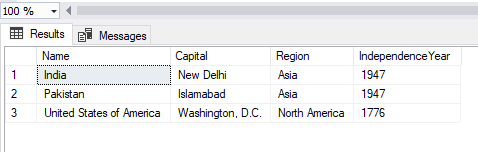 100 %
Results Messages
Name Capital Region IndependenceYear
1 India New Delhi Asia 1947
2 Pakistan Islamabad Asia 1947
3 United States of America Washington, D.C. North America 1776